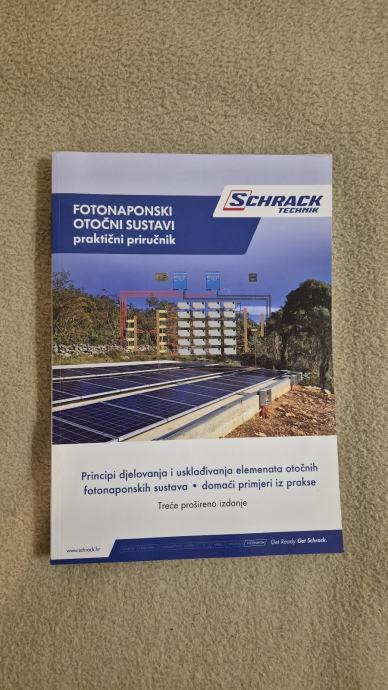 FOTONAPONSKI
OTOČNI SUSTAVI
praktični priručnik
SCHRACK
TECHNIK
Principi djelovanja i usklađivanja elemenata otočnih
fotonaponskih sustava • domaći primjeri iz prakse
Treće prošireno izdanje
www.schrack.hr
Get Ready Get Schrack.